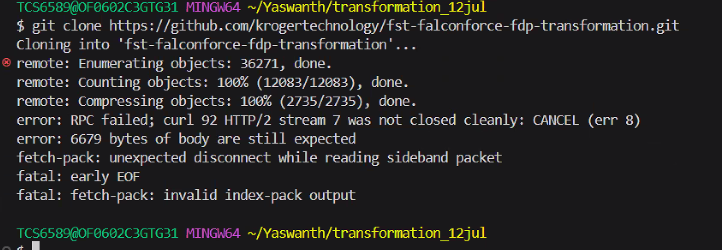 TCS6589@OF0602C3GTG31 MINGW64 ~/Yaswanth/transformation_12jul
$ git clone https://github.com/krogertechnology/fst-falconforce-fdp-transformation.git
Cloning into 'fst-falconforce-fdp-transformation'...
remote: Enumerating objects: 36271, done.
remote: Counting objects: 100% (12083/12083), done.
remote: Compressing objects: 100% (2735/2735), done.
error: RPC failed; curl 92 HTTP/2 stream 7 was not closed cleanly: CANCEL (err 8)
error: 6679 bytes of body are still expected
fetch-pack: unexpected disconnect while reading sideband packet
fatal: early EOF
fatal: fetch-pack: invalid index-pack output
TCS6589@OF0602C3GTG31 MINGW64 ~/Yaswanth/transformation_12jul
$